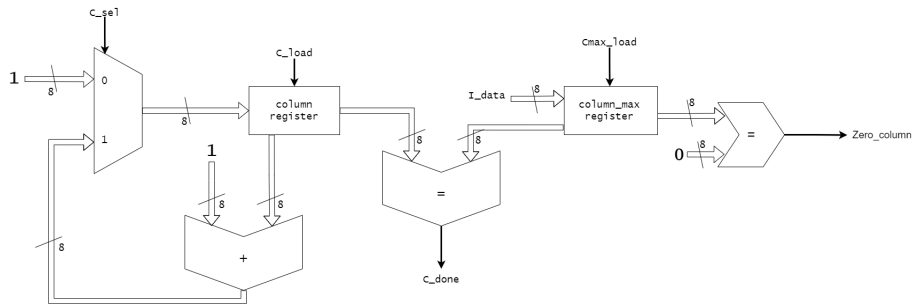 C_sel
1
8
0
1
8
C_load
column
register
8
1
8
8
+
8
8
=
C_done
I_data
8
Cmax_load
column_max
register
8
8
0
=
Zero_column
8